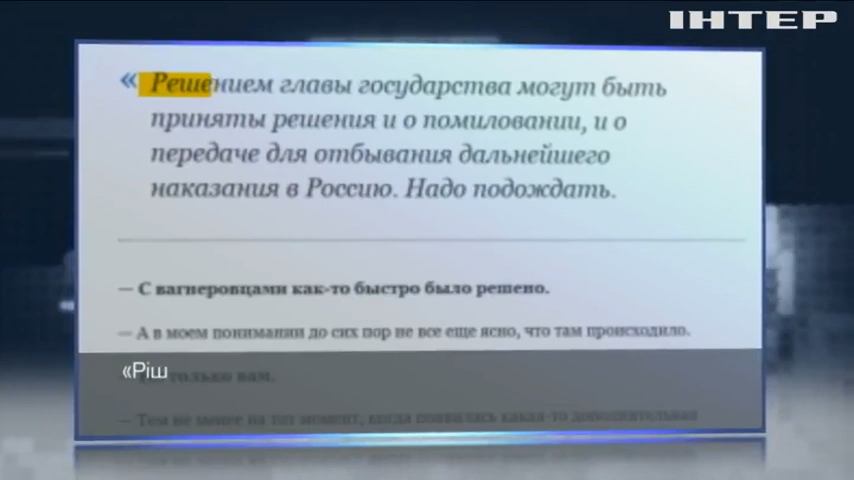 ІНТЕР
« Решением главы государства могут быть
приняты решения и о помиловании, и о
передаче для отбывания дальнейшего
наказания в Россию. Надо подождать.
— С вагнеровцами как-то быстро было решено.
— А в моем понимании до сих пор не все еще ясно, что там происходило.
«Ріш
только вам.
— Тем не менее на тот момент, когда появилась какая-то дополнительная